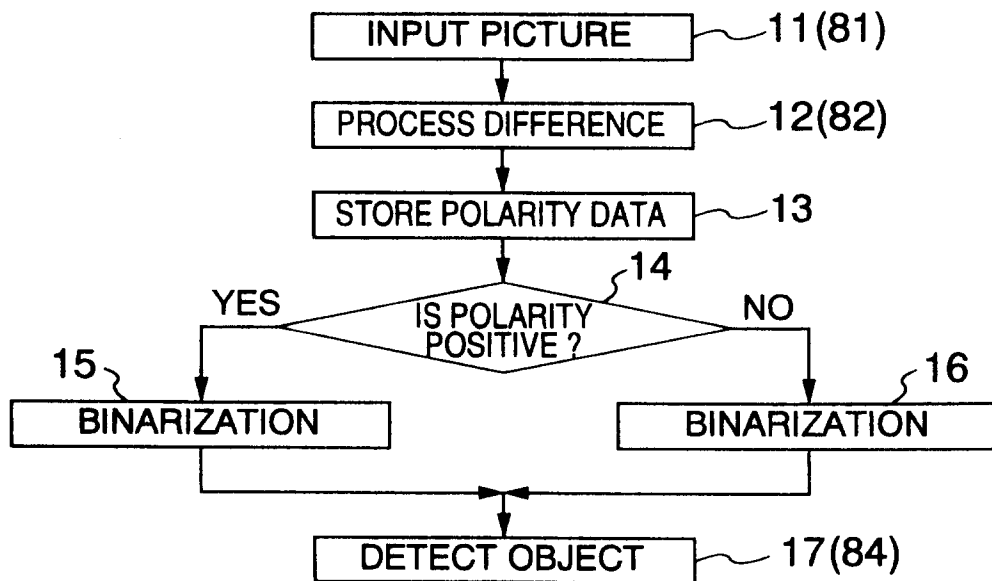 INPUT PICTURE
11(81)
PROCESS DIFFERENCE
12(82)
STORE POLARITY DATA
13
14
YES
IS POLARITY
POSITIVE ?
NO
15
BINARIZATION
16
BINARIZATION
DETECT OBJECT
17(84)